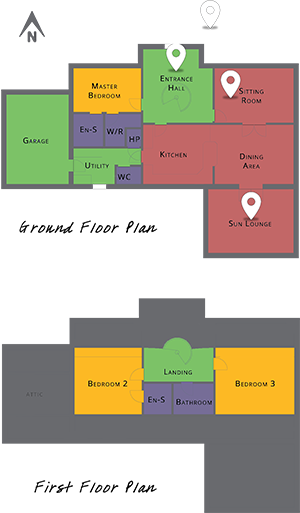 N
Master
Bedroom
Entrance
Hall
Sitting
Room
Garage
En-S
W/R
HP
Kitchen
Dining
Area
Utility
WC
Sun Lounge
Ground Floor Plan
Bedroom 2
Landing
Bedroom 3
Attic
En-S
Bathroom
First Floor Plan